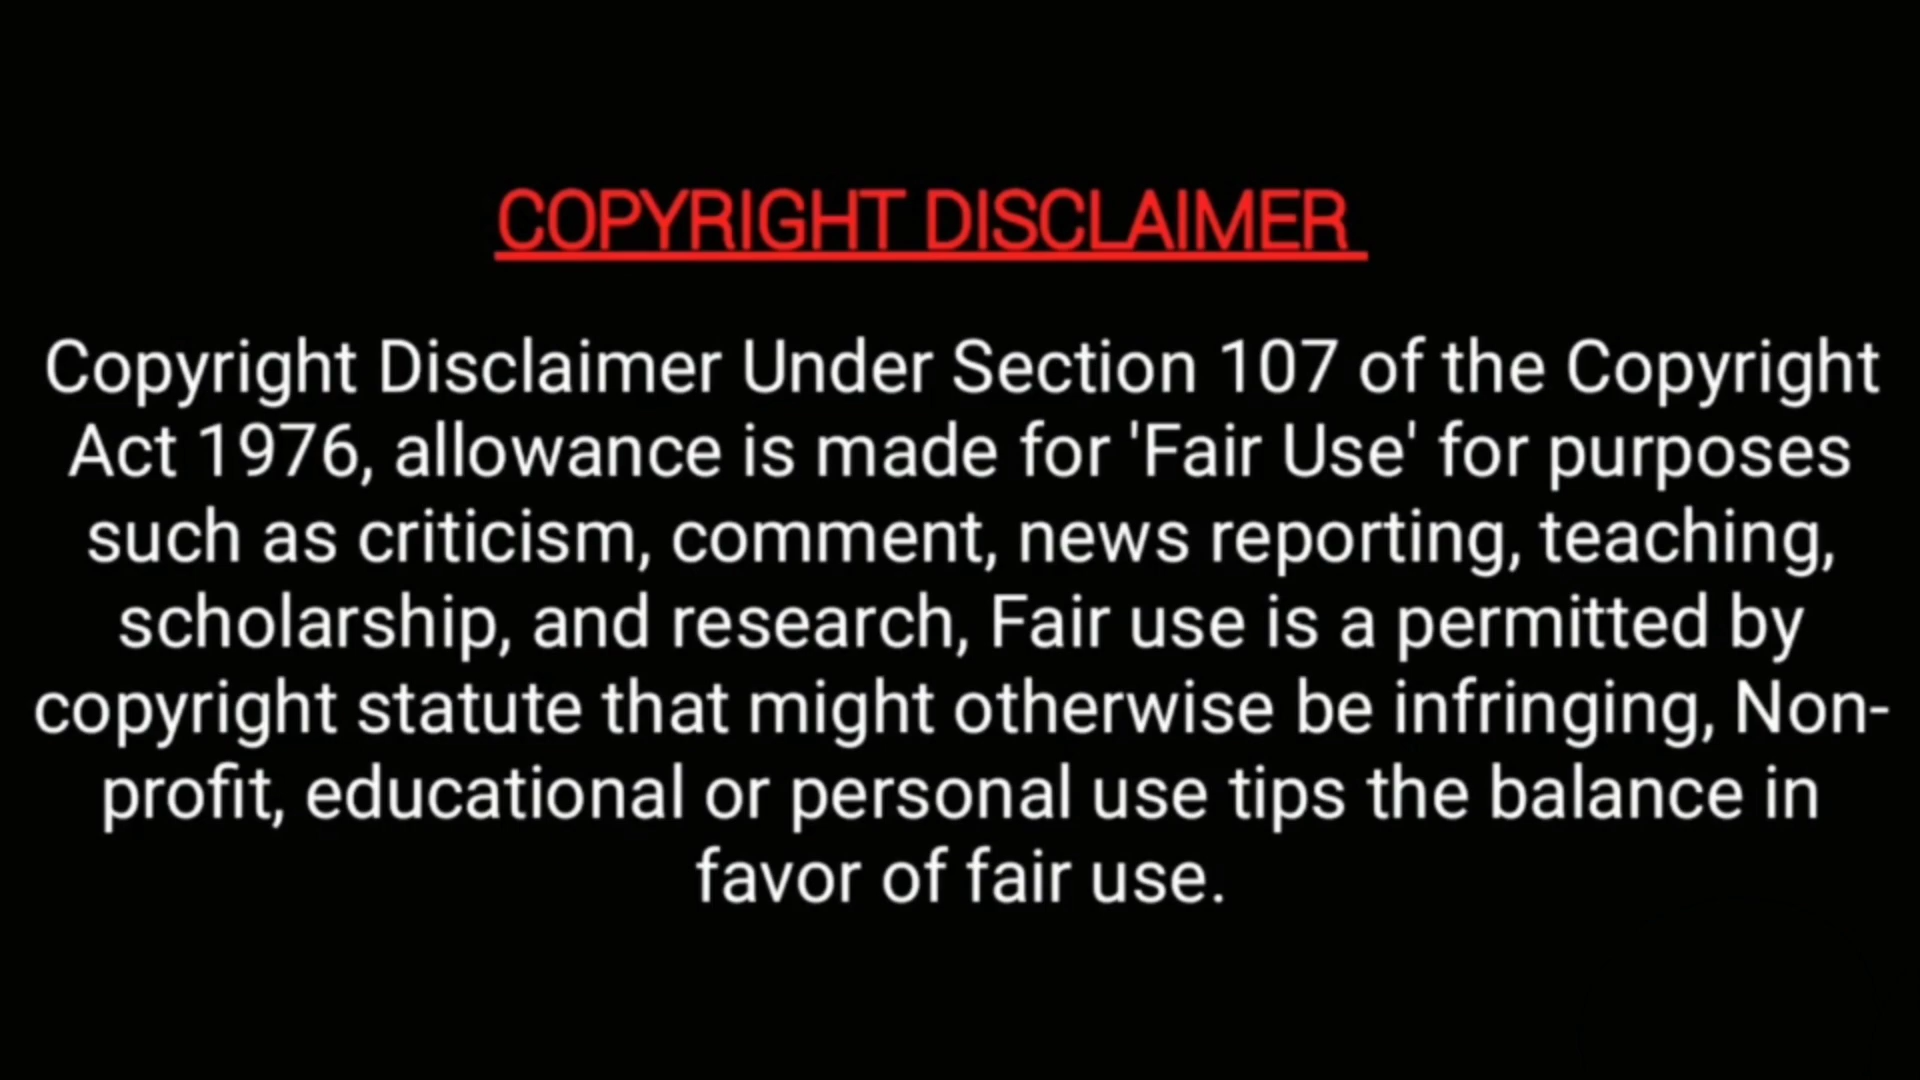 COPYRIGHT DISCLAIMER
Copyright Disclaimer Under Section 107 of the Copyright
Act 1976, allowance is made for 'Fair Use' for purposes
such as criticism, comment, news reporting, teaching,
scholarship, and research, Fair use is a permitted by
copyright statute that might otherwise be infringing, Non-
profit, educational or personal use tips the balance in
favor of fair use.